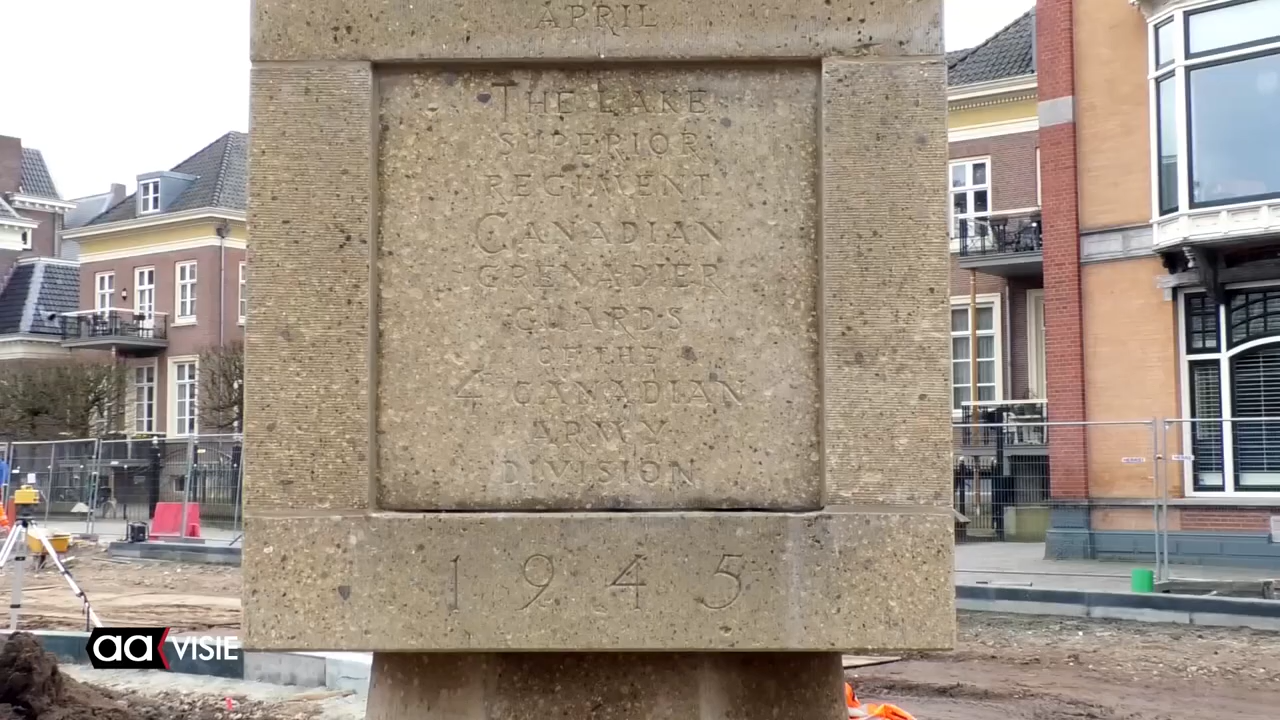 APRIL
THE LAKE
SUPERIOR
REGIMENT
CANADIAN
GRENADIER
GUARDS
OF THE
4 CANADIAN
ARMY
DIVISION
1945
aa VISIE